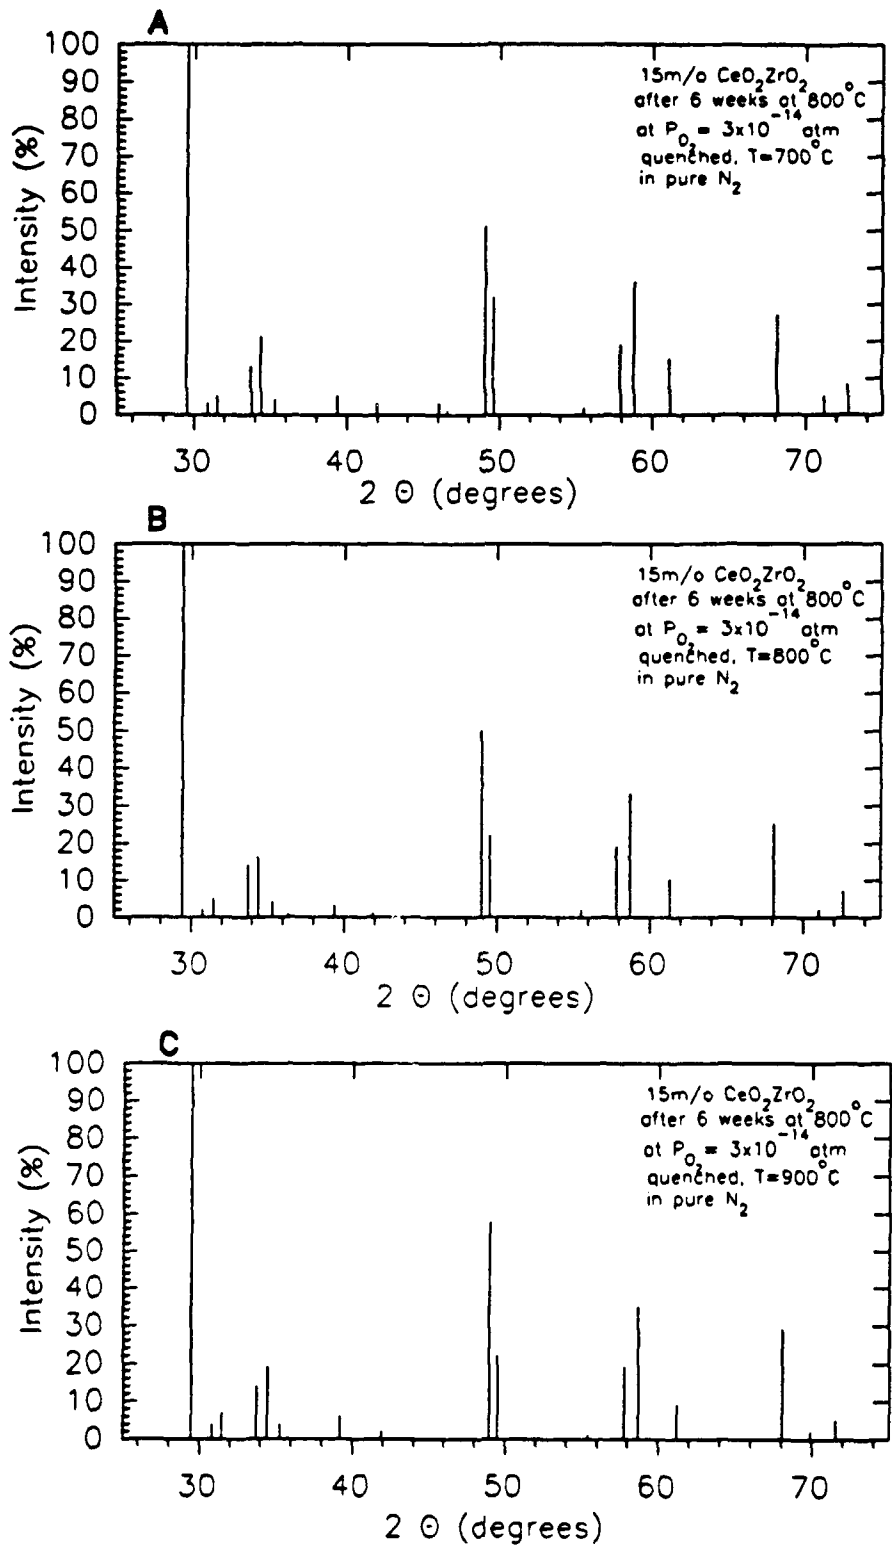 A
100
90
80
70
60
50
40
30
20
10
0
Intensity (%)
15m/o CeO₂ZrO₂
after 6 weeks at 800°C
at P_O₂ = 3x10⁻¹⁴ atm
quenched, T=700°C
in pure N₂
30 40 50 60 70
2 Θ (degrees)
B
100
90
80
70
60
50
40
30
20
10
0
Intensity (%)
15m/o CeO₂ZrO₂
after 6 weeks at 800°C
at P_O₂ = 3x10⁻¹⁴ atm
quenched, T=800°C
in pure N₂
30 40 50 60 70
2 Θ (degrees)
C
100
90
80
70
60
50
40
30
20
10
0
Intensity (%)
15m/o CeO₂ZrO₂
after 6 weeks at 800°C
at P_O₂ = 3x10⁻¹⁴ atm
quenched, T=900°C
in pure N₂
30 40 50 60 70
2 Θ (degrees)